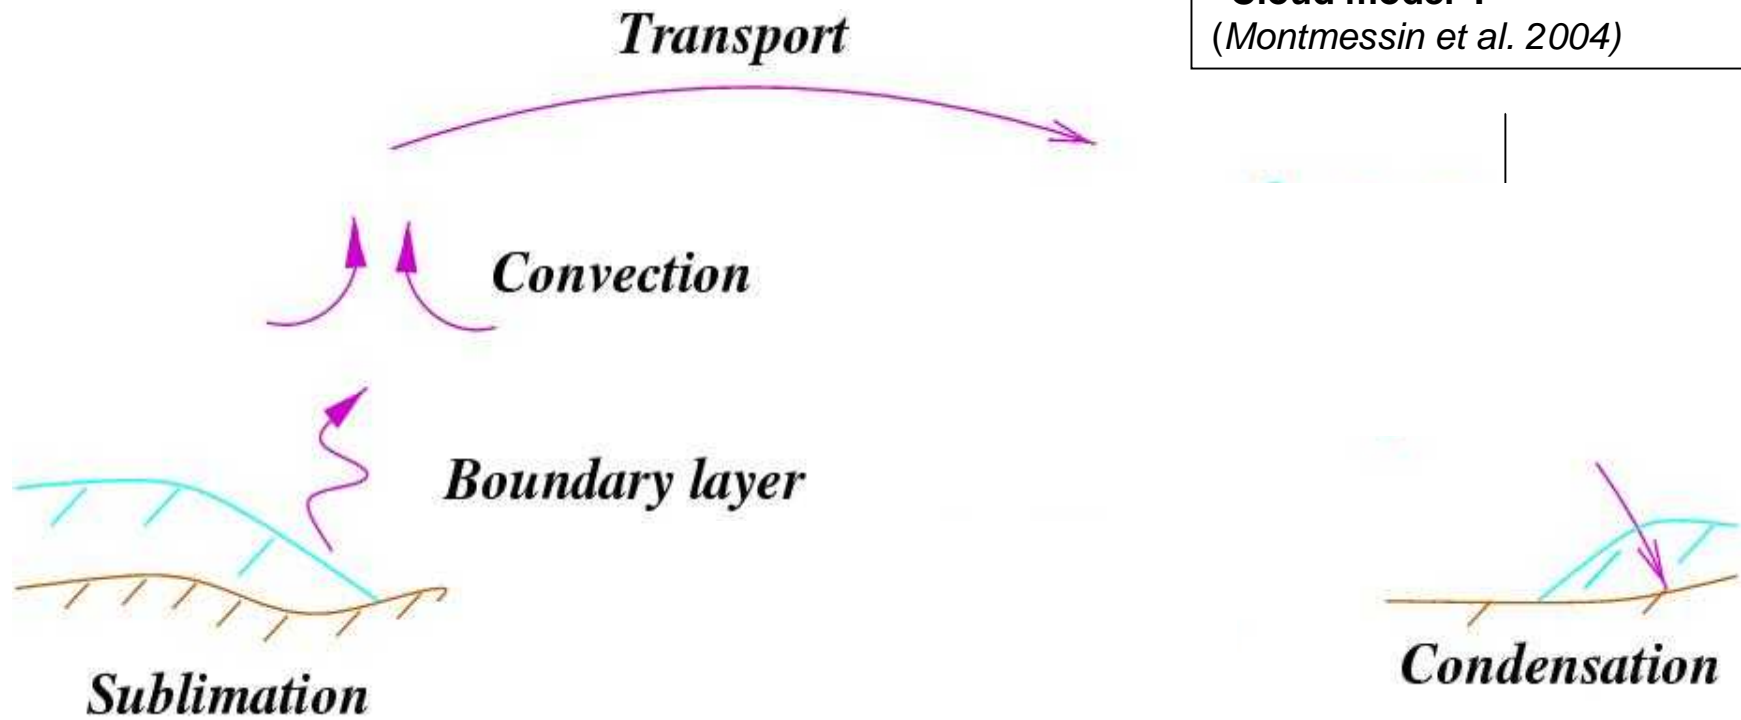 Transport
(Montmessin et al. 2004)
Convection
Boundary layer
Sublimation
Condensation